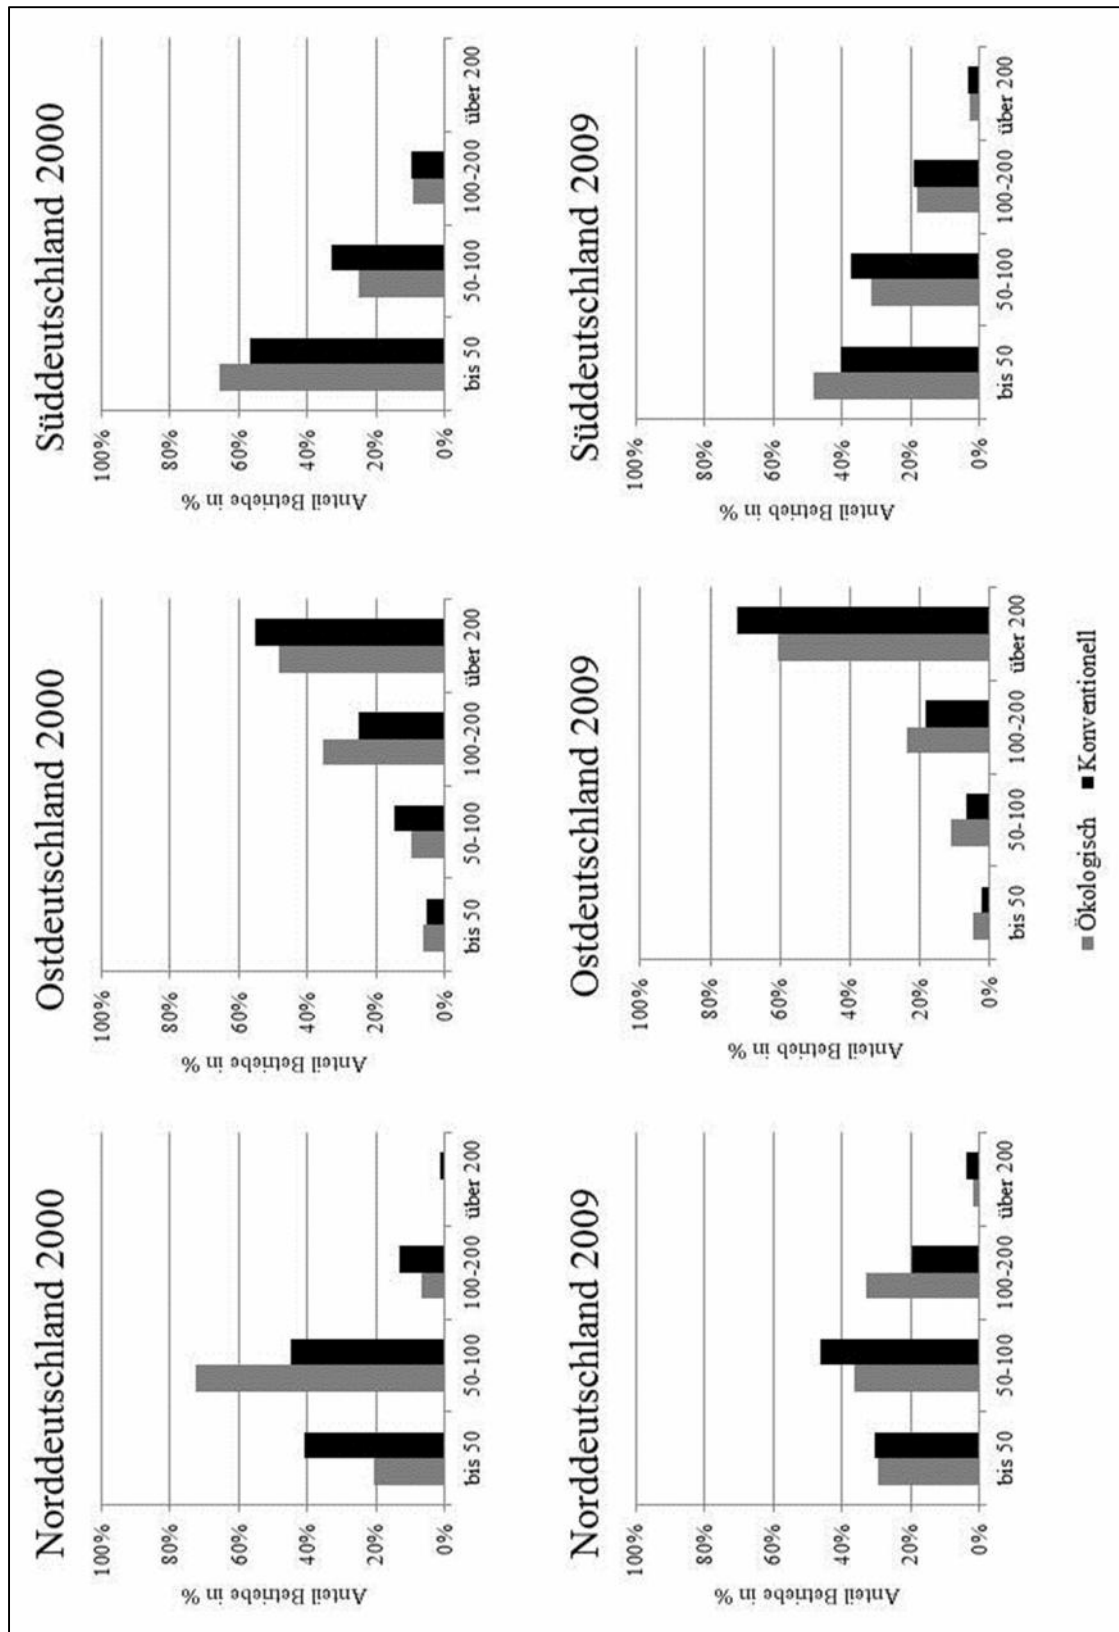 Norddeutschland 2000
Anteil Betriebe in %
100%
80%
60%
40%
20%
0%
bis 50
50-100
100-200
über 200
Ostdeutschland 2000
Anteil Betriebe in %
100%
80%
60%
40%
20%
0%
bis 50
50-100
100-200
über 200
Süddeutschland 2000
Anteil Betriebe in %
100%
80%
60%
40%
20%
0%
bis 50
50-100
100-200
über 200
Norddeutschland 2009
Anteil Betriebe in %
100%
80%
60%
40%
20%
0%
bis 50
50-100
100-200
über 200
Ostdeutschland 2009
Anteil Betrieb in %
100%
80%
60%
40%
20%
0%
bis 50
50-100
100-200
über 200
Süddeutschland 2009
Anteil Betrieb in %
100%
80%
60%
40%
20%
0%
bis 50
50-100
100-200
über 200
Ökologisch
Konventionell